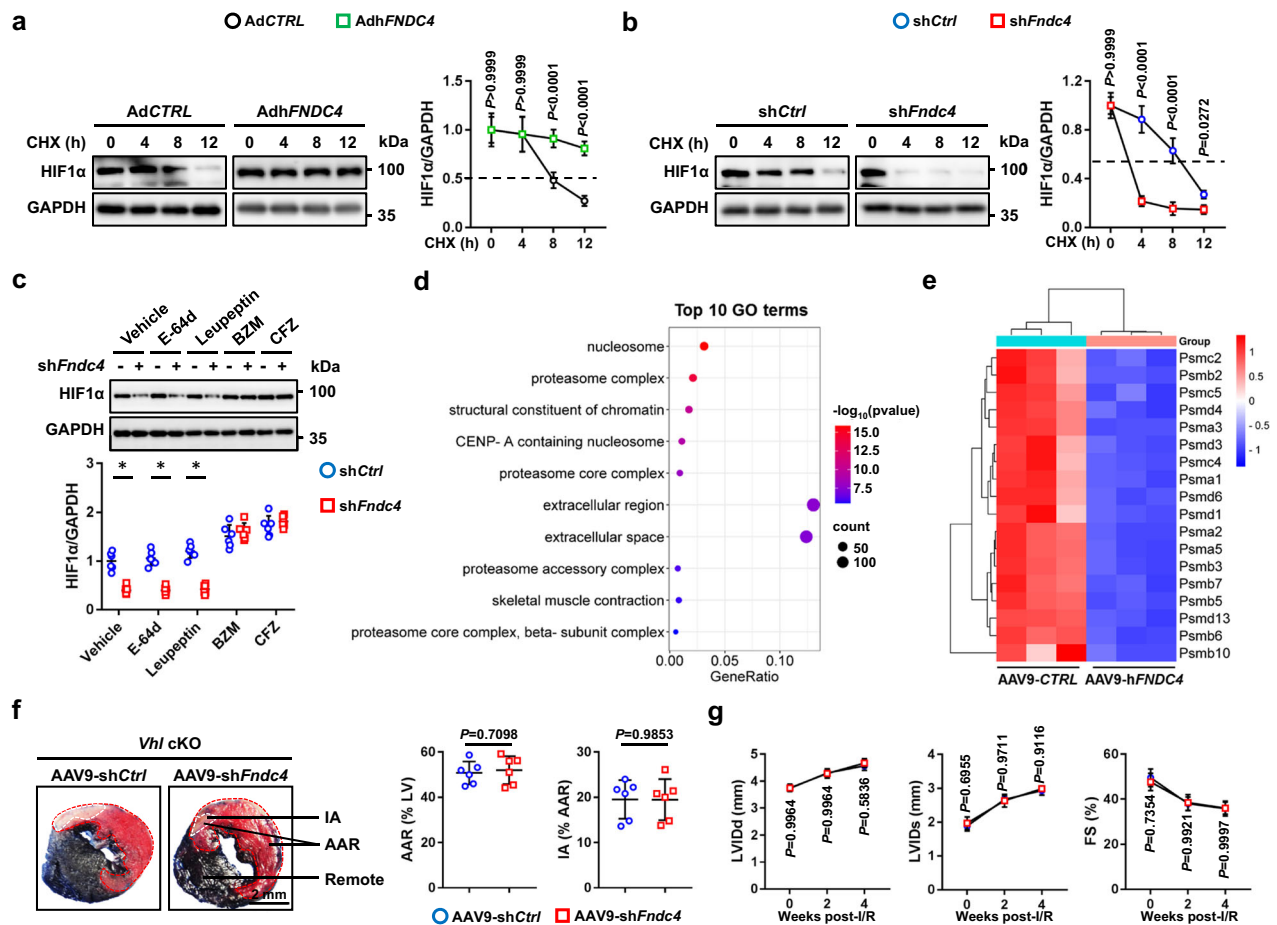 a
AdCTRL AdhFNDC4
AdCTRL AdhFNDC4
CHX (h) 0 4 8 12 0 4 8 12 kDa
HIF1α 100
GAPDH 35
P>0.9999 P>0.9999 P<0.0001 P<0.0001
HIF1α/GAPDH
1.5
1.0
0.5
0.0
CHX (h) 0 4 8 12
b
shCtrl shFndc4
shCtrl shFndc4
CHX (h) 0 4 8 12 0 4 8 12 kDa
HIF1α 100
GAPDH 35
P>0.9999 P<0.0001 P<0.0001 P=0.0272
HIF1α/GAPDH
1.2
0.8
0.4
0.0
CHX (h) 0 4 8 12
c
Vehicle E-64d Leupeptin BZM CFZ
shFndc4 - + - + - + - + - + kDa
HIF1α 100
GAPDH 35
* * *
shCtrl
shFndc4
HIF1α/GAPDH
3
2
1
0
Vehicle E-64d Leupeptin BZM CFZ
d
Top 10 GO terms
nucleosome
proteasome complex
structural constituent of chromatin
CENP- A containing nucleosome
proteasome core complex
extracellular region
extracellular space
proteasome accessory complex
skeletal muscle contraction
proteasome core complex, beta- subunit complex
0.00 0.05 0.10
GeneRatio
-log10(pvalue)
15.0
12.5
10.0
7.5
count
50
100
e
Group
Psmc2
Psmb2
Psmc5
Psmd4
Psma3
Psmd3
Psmc4
Psma1
Psmd6
Psmd1
Psma2
Psma5
Psmb3
Psmb7
Psmb5
Psmd13
Psmb6
Psmb10
1
0.5
0
- 0.5
- 1
AAV9-CTRL AAV9-hFNDC4
f
Vhl cKO
AAV9-shCtrl AAV9-shFndc4
IA
AAR
Remote
2 mm
P=0.7098
AAR (% LV)
60
40
20
0
P=0.9853
IA (% AAR)
60
40
20
0
AAV9-shCtrl AAV9-shFndc4
g
LVIDd (mm)
6
4
2
0
P=0.9964 P=0.9964 P=0.5836
0 2 4
Weeks post-I/R
LVIDs (mm)
5
4
3
2
1
0
P=0.6955 P=0.9711 P=0.9116
0 2 4
Weeks post-I/R
FS (%)
60
40
20
0
P=0.7354 P=0.9921 P=0.9997
0 2 4
Weeks post-I/R